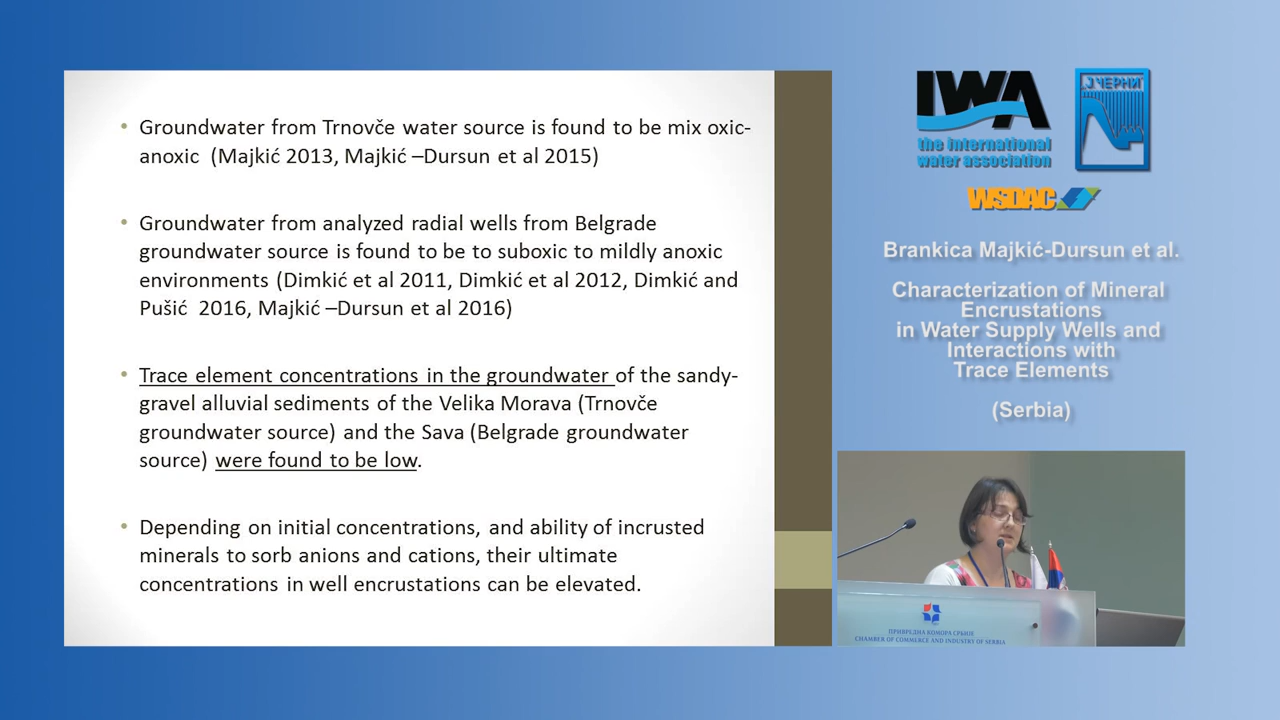 • Groundwater from Trnovče water source is found to be mix oxic-
anoxic (Majkić 2013, Majkić –Dursun et al 2015)
• Groundwater from analyzed radial wells from Belgrade
groundwater source is found to be to suboxic to mildly anoxic
environments (Dimkić et al 2011, Dimkić et al 2012, Dimkić and
Pušić 2016, Majkić –Dursun et al 2016)
• Trace element concentrations in the groundwater of the sandy-
gravel alluvial sediments of the Velika Morava (Trnovče
groundwater source) and the Sava (Belgrade groundwater
source) were found to be low.
• Depending on initial concentrations, and ability of incrusted
minerals to sorb anions and cations, their ultimate
concentrations in well encrustations can be elevated.
IWA
the international
water association
Ј ЧЕРНИ
WSDAC
Brankica Majkić-Dursun et al.
Characterization of Mineral
Encrustations
in Water Supply Wells and
Interactions with
Trace Elements
(Serbia)
ПРИВРЕДНА КОМОРА СРБИЈЕ
CHAMBER OF COMMERCE AND INDUSTRY OF SERBIA